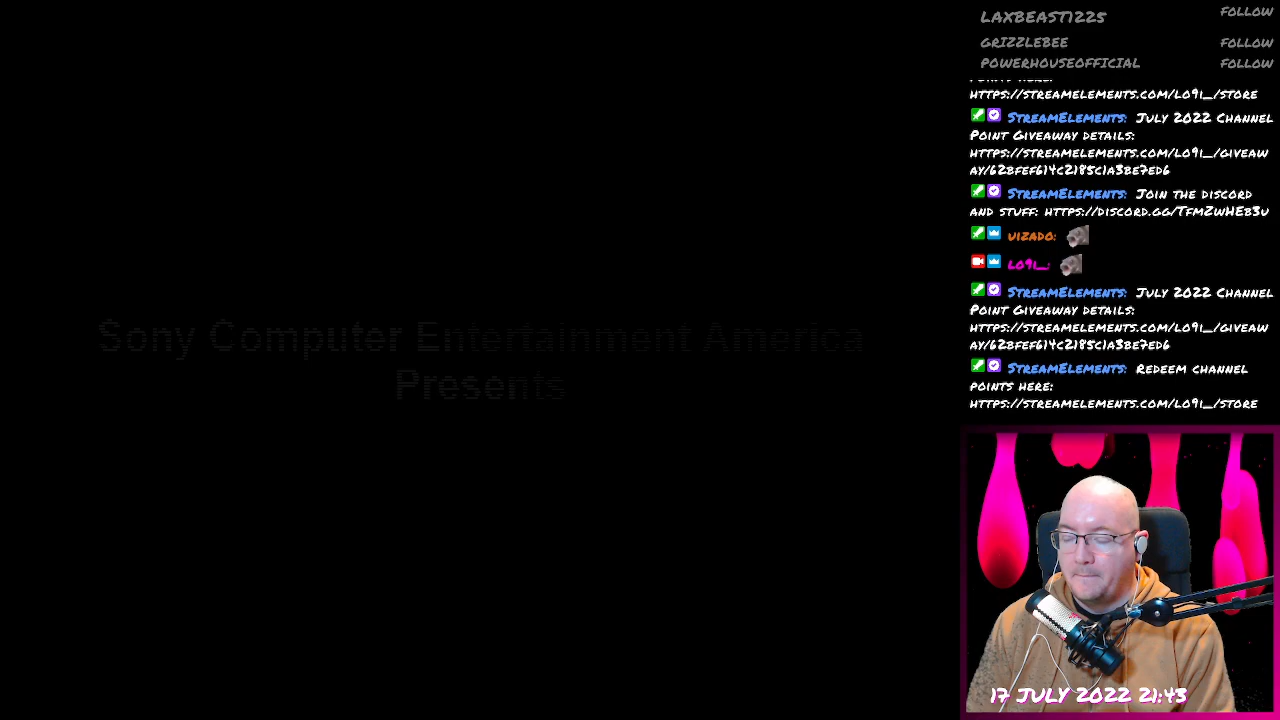 LAXBEAST1225 FOLLOW
GRIZZLEBEE FOLLOW
POWERHOUSEOFFICIAL FOLLOW
HTTPS://STREAMELEMENTS.COM/LO9I_/STORE
STREAMELEMENTS: JULY 2022 CHANNEL
POINT GIVEAWAY DETAILS:
HTTPS://STREAMELEMENTS.COM/LO9I_/GIVEAW
AY/62BFEF614C2185C1A3BE7ED6
STREAMELEMENTS: JOIN THE DISCORD
AND STUFF: HTTPS://DISCORD.GG/TFMZWHEB3U
UIZADO:
LO9I_:
STREAMELEMENTS: JULY 2022 CHANNEL
POINT GIVEAWAY DETAILS:
HTTPS://STREAMELEMENTS.COM/LO9I_/GIVEAW
AY/62BFEF614C2185C1A3BE7ED6
STREAMELEMENTS: REDEEM CHANNEL
POINTS HERE:
HTTPS://STREAMELEMENTS.COM/LO9I_/STORE
Sony Computer Entertainment America
Presents
17 JULY 2022 21:43